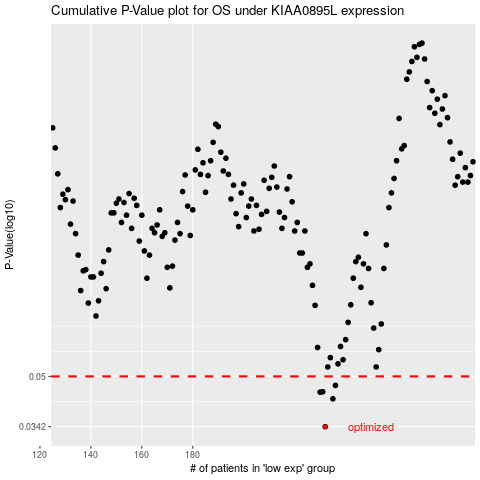 Cumulative P-Value plot for OS under KIAA0895L expression
P-Value(log10)
0.05
0.0342
optimized
120
140
160
180
# of patients in 'low exp' group